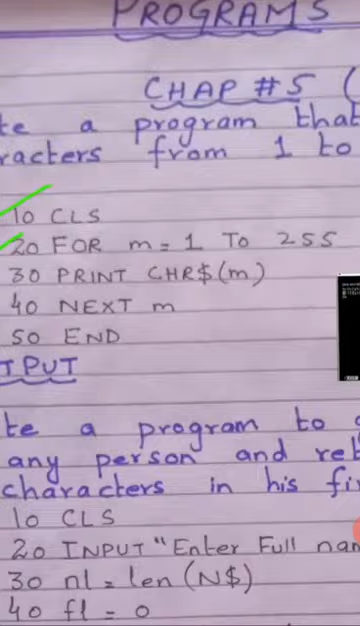 PROGRAMS
CHAP #5 (
te a program that
racters from 1 to
10 CLS
20 FOR m = 1 TO 255
30 PRINT CHR$(m)
40 NEXT m
50 END
TPUT
te a program to
any person and ret
characters in his fi
10 CLS
20 INPUT "Enter Full nam
30 nl = len (N$)
40 fl = 0